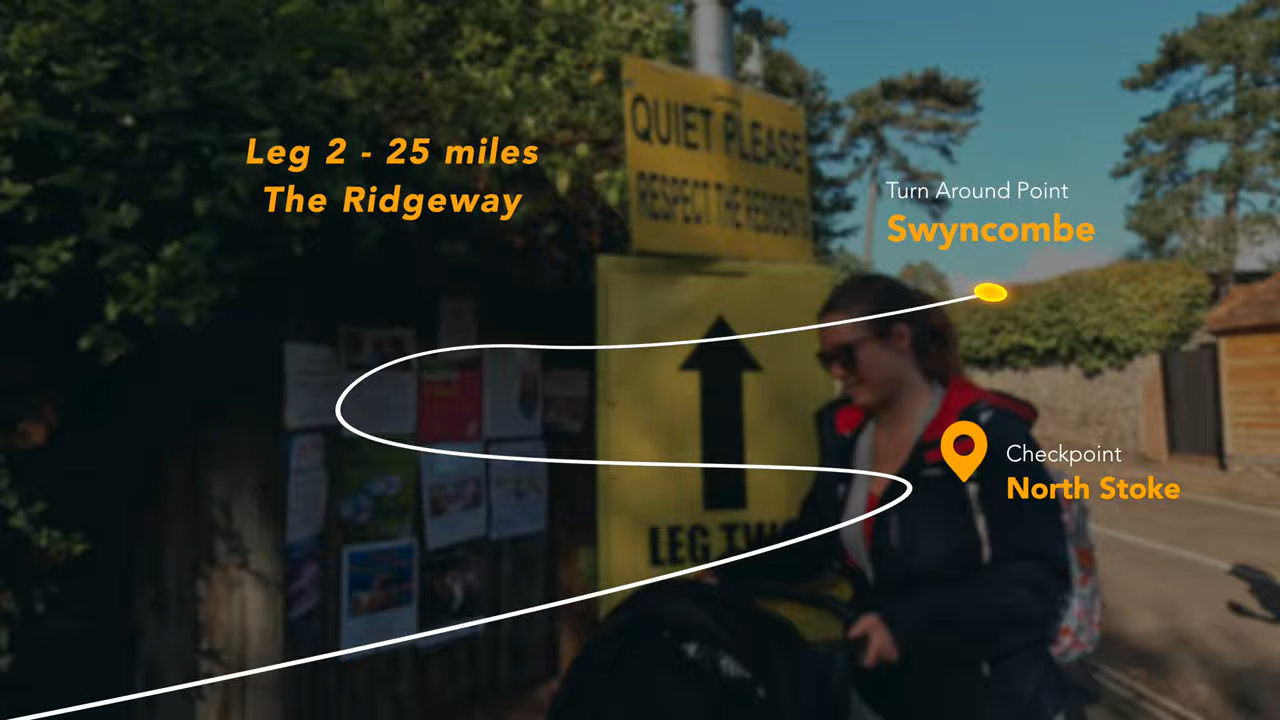 Leg 2 - 25 miles
The Ridgeway
QUIET PLEASE
RESPECT THE RESIDENTS
Turn Around Point
Swyncombe
Checkpoint
North Stoke
LEG TWO